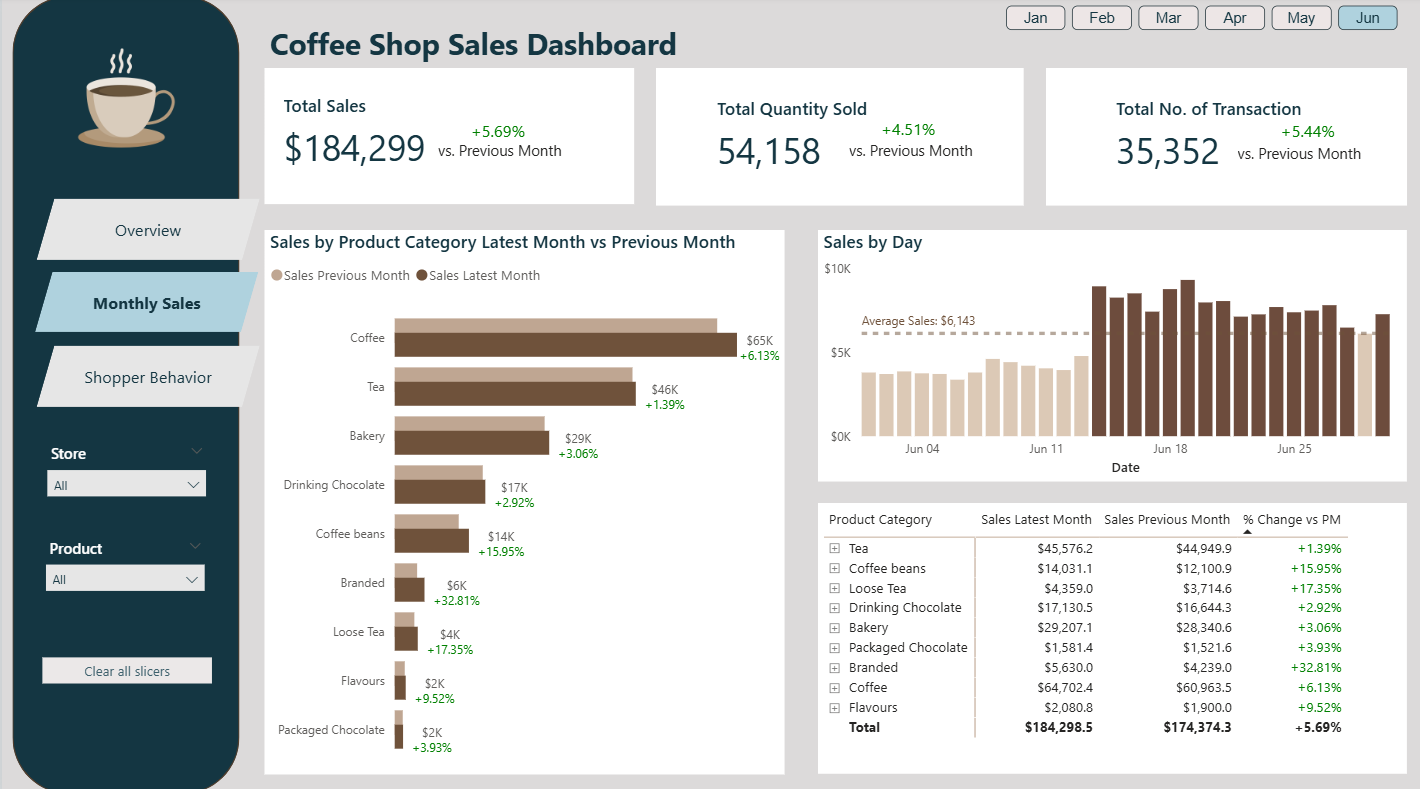 Jan Feb Mar Apr May Jun
Coffee Shop Sales Dashboard
Total Sales
$184,299
+5.69%
vs. Previous Month
Total Quantity Sold
54,158
+4.51%
vs. Previous Month
Total No. of Transaction
35,352
+5.44%
vs. Previous Month
Overview
Monthly Sales
Shopper Behavior
Store
All
Product
All
Clear all slicers
Sales by Product Category Latest Month vs Previous Month
Sales Previous Month Sales Latest Month
Coffee $65K
+6.13%
Tea $46K
+1.39%
Bakery $29K
+3.06%
Drinking Chocolate $17K
+2.92%
Coffee beans $14K
+15.95%
Branded $6K
+32.81%
Loose Tea $4K
+17.35%
Flavours $2K
+9.52%
Packaged Chocolate $2K
+3.93%
Sales by Day
$10K
Average Sales: $6,143
$5K
$0K
Jun 04 Jun 11 Jun 18 Jun 25
Date
Product Category Sales Latest Month Sales Previous Month % Change vs PM
Tea $45,576.2 $44,949.9 +1.39%
Coffee beans $14,031.1 $12,100.9 +15.95%
Loose Tea $4,359.0 $3,714.6 +17.35%
Drinking Chocolate $17,130.5 $16,644.3 +2.92%
Bakery $29,207.1 $28,340.6 +3.06%
Packaged Chocolate $1,581.4 $1,521.6 +3.93%
Branded $5,630.0 $4,239.0 +32.81%
Coffee $64,702.4 $60,963.5 +6.13%
Flavours $2,080.8 $1,900.0 +9.52%
Total $184,298.5 $174,374.3 +5.69%